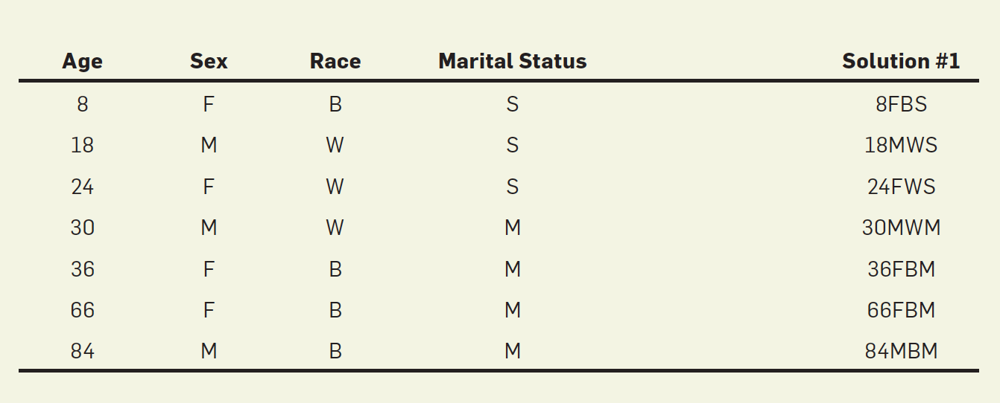 Age Sex Race Marital Status Solution #1
8 F B S 8FBS
18 M W S 18MWS
24 F W S 24FWS
30 M W M 30MWM
36 F B M 36FBM
66 F B M 66FBM
84 M B M 84MBM